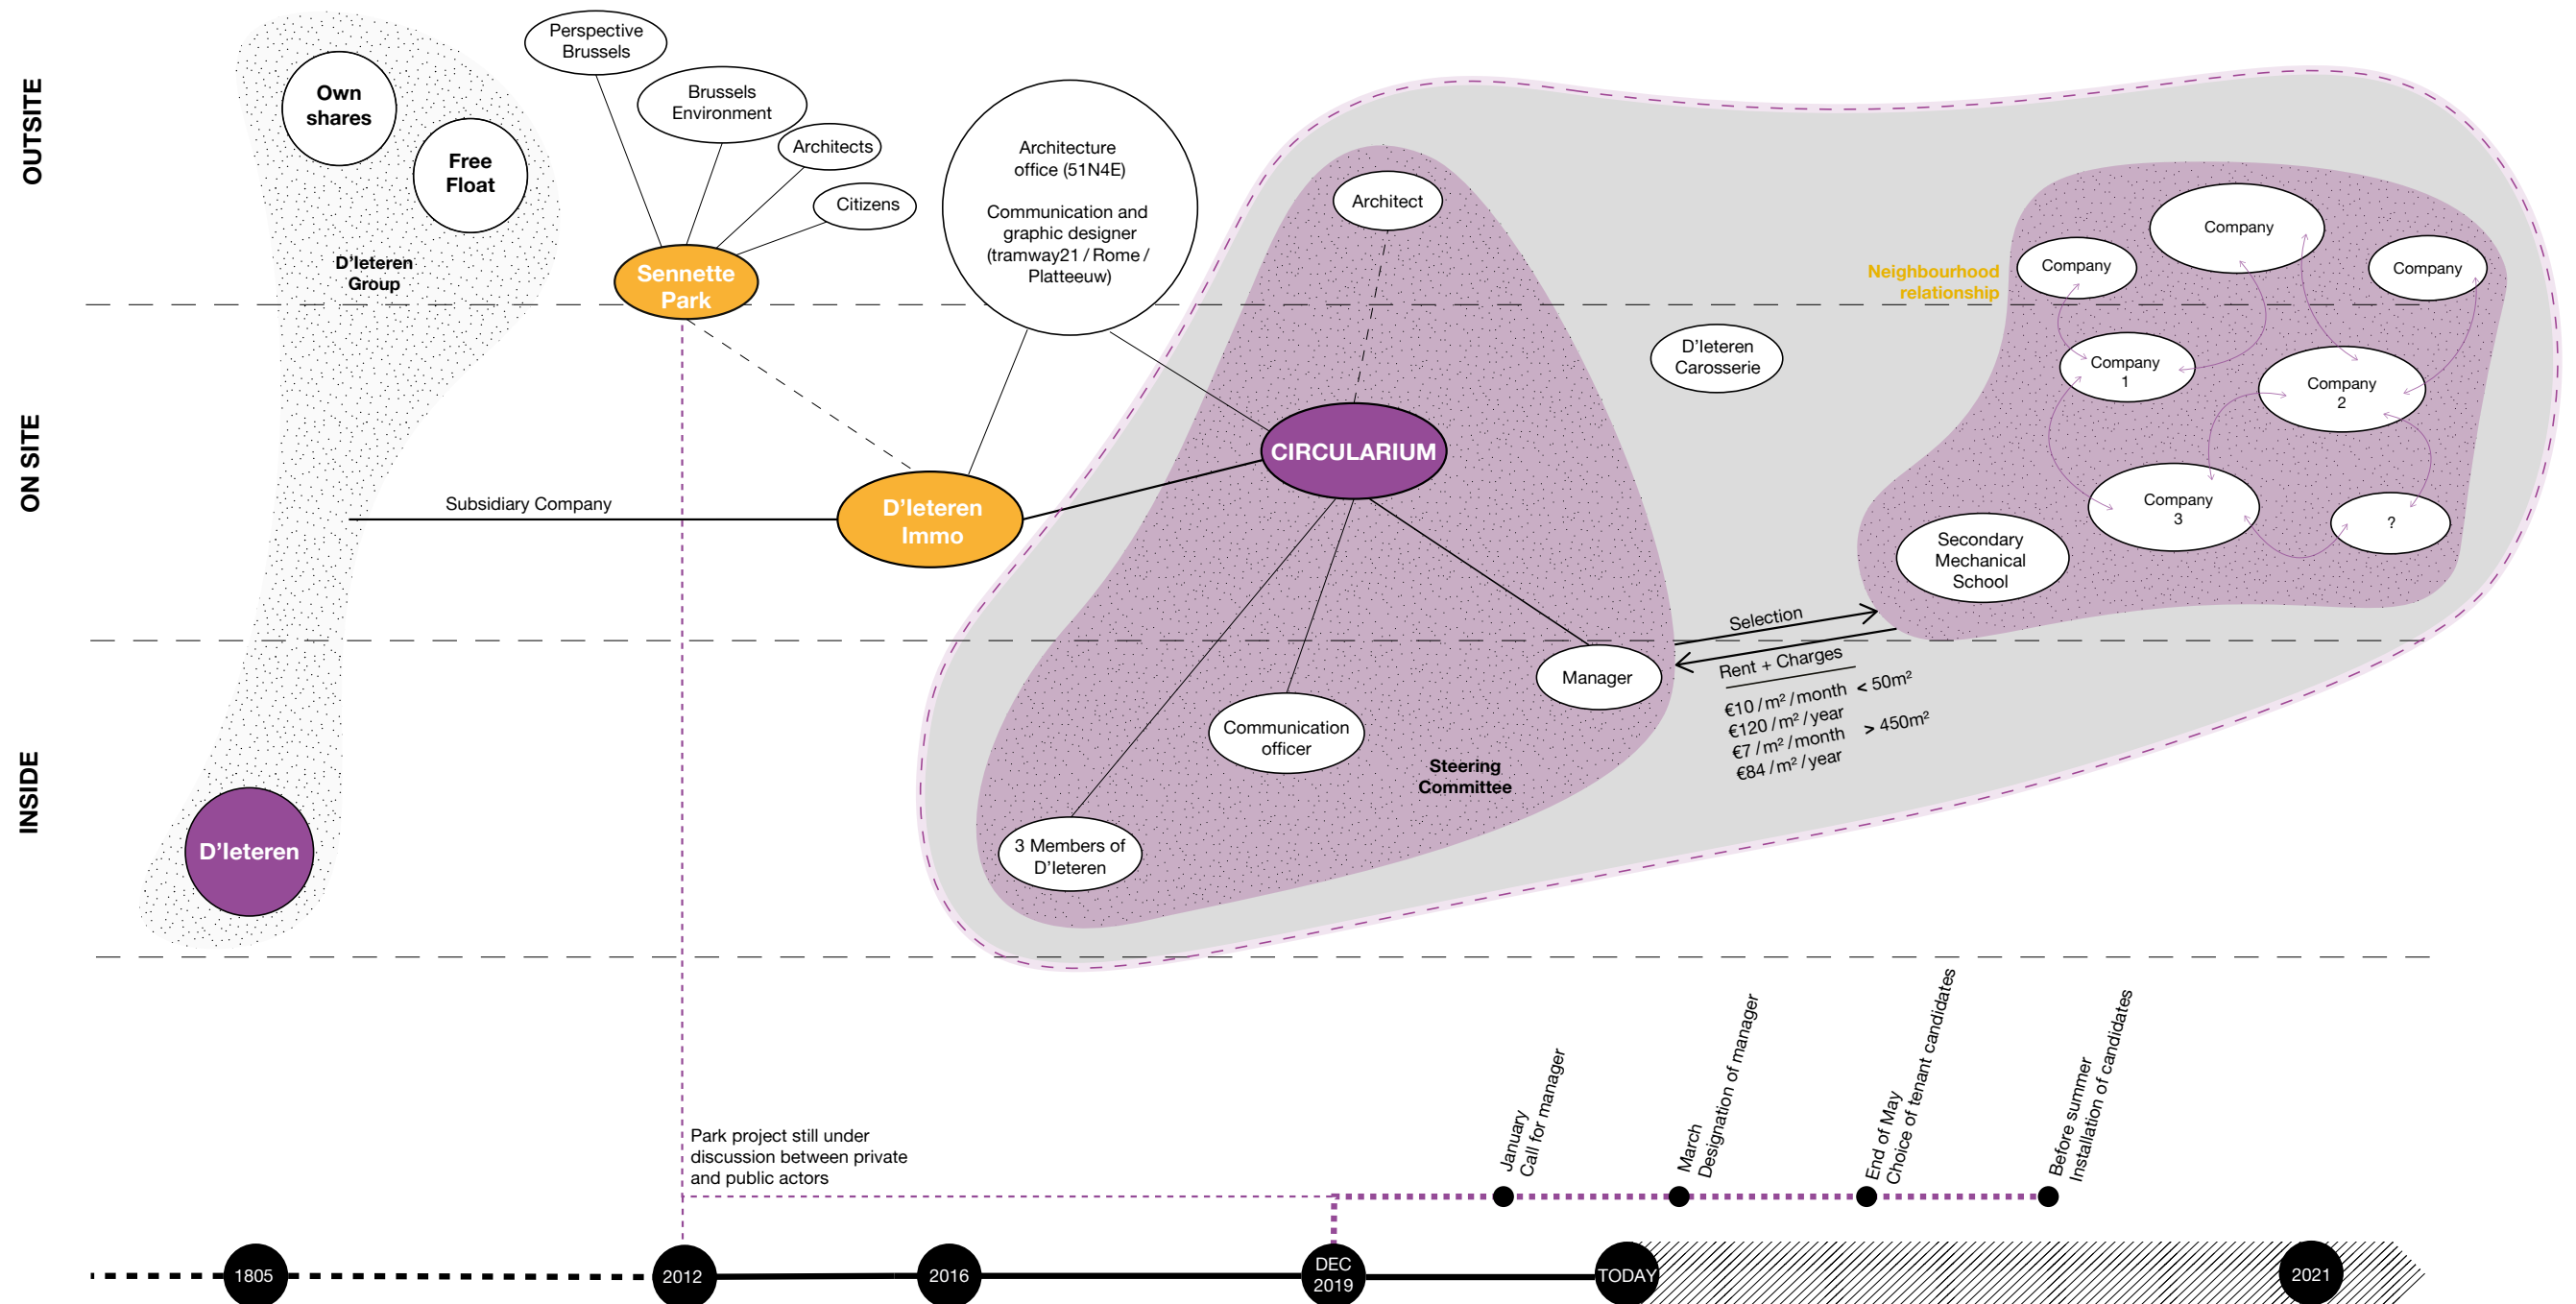 OUTSITE
ON SITE
INSIDE
Own
shares
Free
Float
D'Ieteren
Group
D'Ieteren
Perspective
Brussels
Brussels
Environment
Architects
Citizens
Sennette
Park
Subsidiary Company
D'Ieteren
Immo
Architecture
office (51N4E)
Communication and
graphic designer
(tramway21 / Rome /
Platteeuw)
Architect
CIRCULARIUM
Manager
Communication
officer
3 Members of
D'Ieteren
Steering
Committee
D'Ieteren
Carosserie
Neighbourhood
relationship
Company
Company
Company
Company
1
Company
2
Company
3
?
Secondary
Mechanical
School
Selection
Rent + Charges
€10 / m² / month < 50m²
€120 / m² / year
€7 / m² / month > 450m²
€84 / m² / year
Park project still under
discussion between private
and public actors
January
Call for manager
March
Designation of manager
End of May
Choice of tenant candidates
Before summer
Installation of candidates
1805
2012
2016
DEC
2019
TODAY
2021